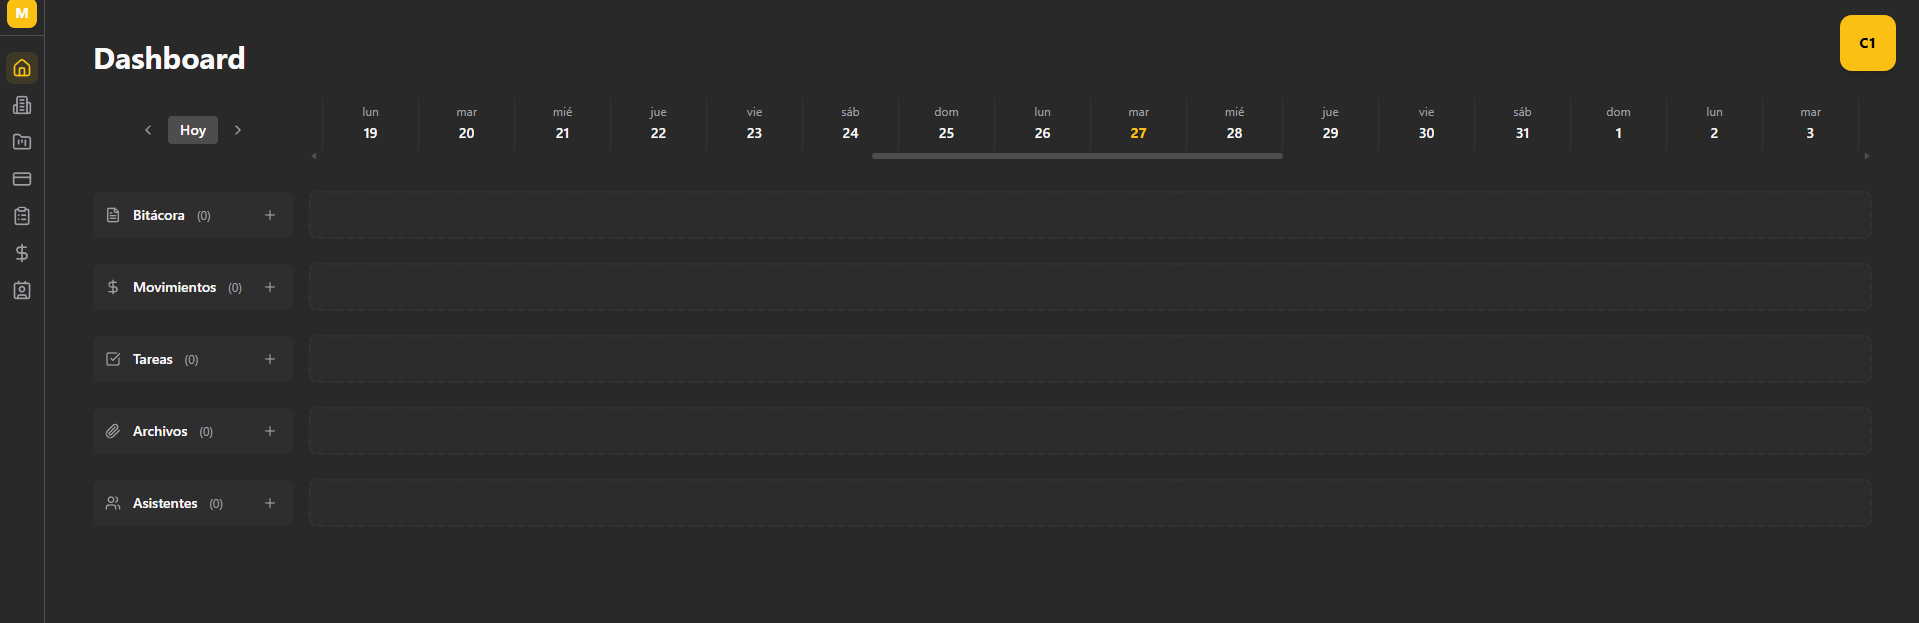 M
Dashboard
C1
Hoy
lun mar mié jue vie sáb dom lun mar mié jue vie sáb dom lun mar
19 20 21 22 23 24 25 26 27 28 29 30 31 1 2 3
Bitácora (0)
Movimientos (0)
Tareas (0)
Archivos (0)
Asistentes (0)